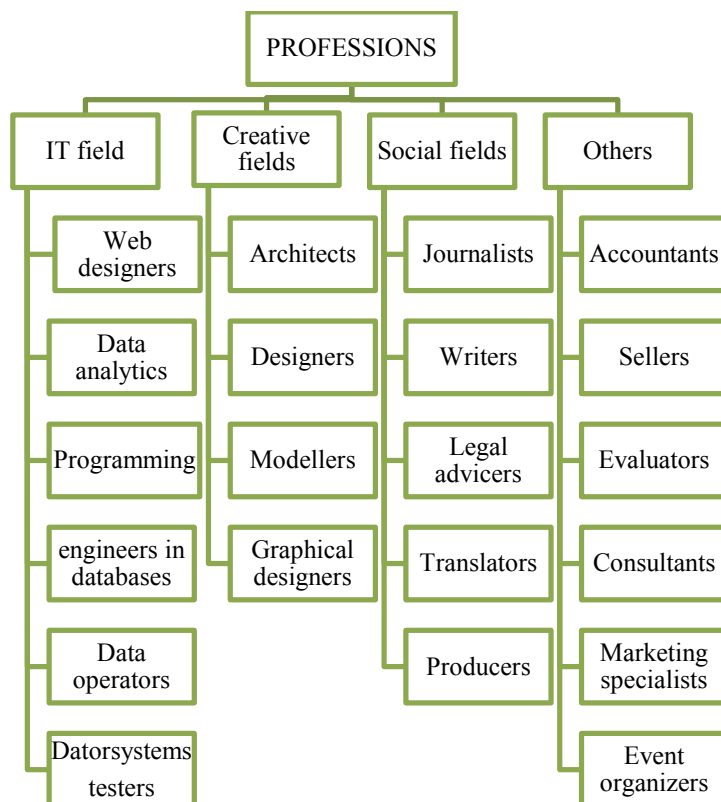 PROFESSIONS
IT field
Creative
fields
Social fields
Others
Web
designers
Data
analytics
Programming
engineers in
databases
Data
operators
Datorsystems
testers
Architects
Designers
Modellers
Graphical
designers
Journalists
Writers
Legal
advicers
Translators
Producers
Accountants
Sellers
Evaluators
Consultants
Marketing
specialists
Event
organizers